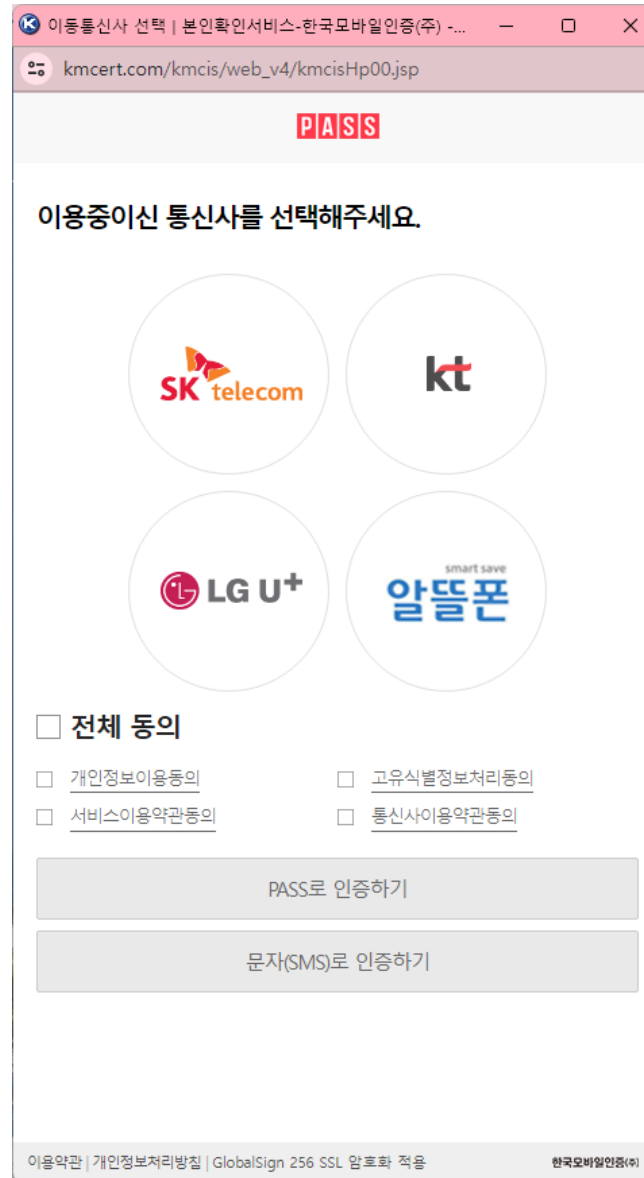 이동통신사 선택 | 본인확인서비스-한국모바일인증(주) -...
kmcert.com/kmcis/web_v4/kmcisHp00.jsp
PASS
이용중이신 통신사를 선택해주세요.
SK telecom
kt
LG U+
smart save
알뜰폰
전체 동의
개인정보이용동의
고유식별정보처리동의
서비스이용약관동의
통신사이용약관동의
PASS로 인증하기
문자(SMS)로 인증하기
이용약관 | 개인정보처리방침 | GlobalSign 256 SSL 암호화 적용
한국모바일인증(주)